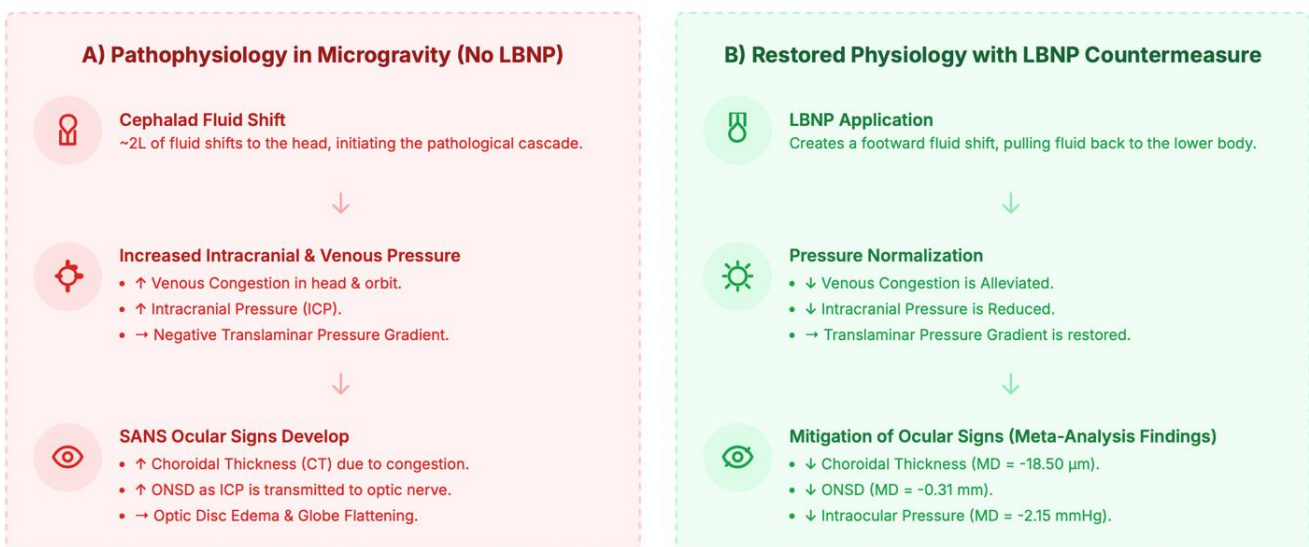 A) Pathophysiology in Microgravity (No LBNP)
Cephalad Fluid Shift
~2L of fluid shifts to the head, initiating the pathological cascade.
↓
Increased Intracranial & Venous Pressure
• ↑ Venous Congestion in head & orbit.
• ↑ Intracranial Pressure (ICP).
• → Negative Translaminar Pressure Gradient.
↓
SANS Ocular Signs Develop
• ↑ Choroidal Thickness (CT) due to congestion.
• ↑ ONSD as ICP is transmitted to optic nerve.
• → Optic Disc Edema & Globe Flattening.
B) Restored Physiology with LBNP Countermeasure
LBNP Application
Creates a footward fluid shift, pulling fluid back to the lower body.
↓
Pressure Normalization
• ↓ Venous Congestion is Alleviated.
• ↓ Intracranial Pressure is Reduced.
• → Translaminar Pressure Gradient is restored.
↓
Mitigation of Ocular Signs (Meta-Analysis Findings)
• ↓ Choroidal Thickness (MD = -18.50 µm).
• ↓ ONSD (MD = -0.31 mm).
• ↓ Intraocular Pressure (MD = -2.15 mmHg).